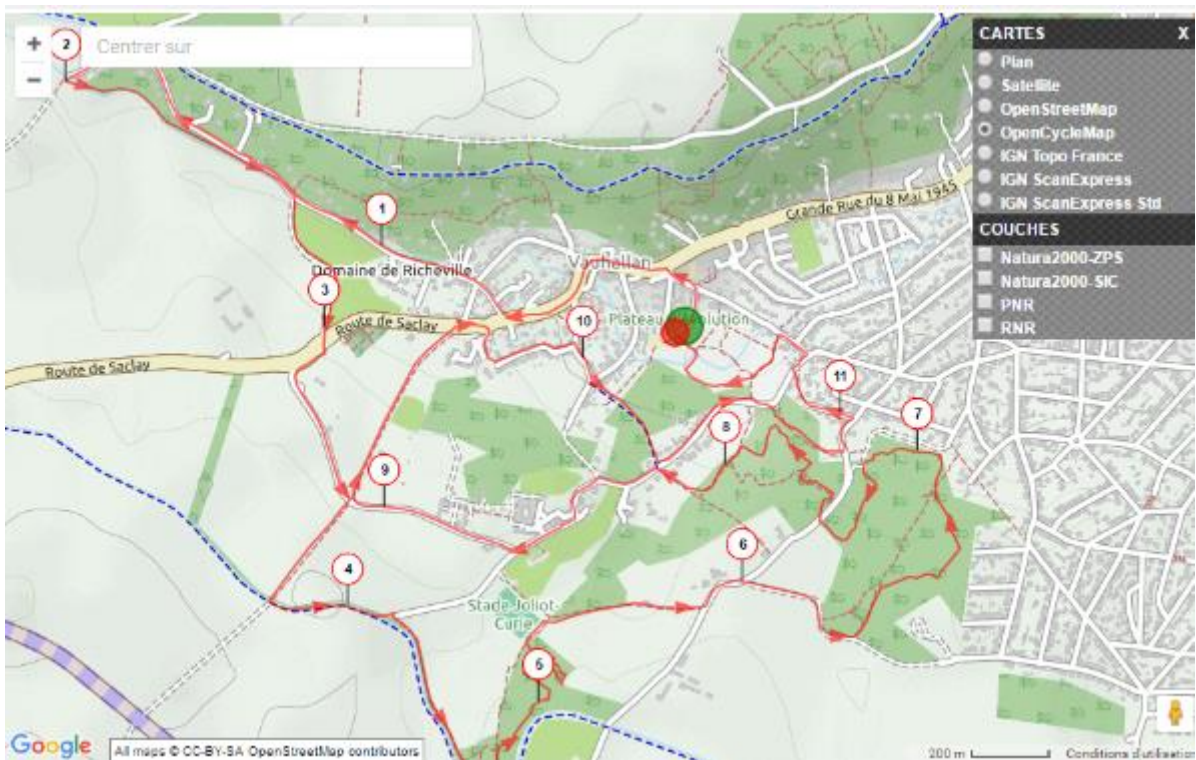 +
−
2
Centrer sur
CARTES X
Plan
Satellite
OpenStreetMap
OpenCycleMap
IGN Topo France
IGN ScanExpress
IGN ScanExpress Std
COUCHES
Natura2000-ZPS
Natura2000-SIC
PNR
RNR
Grande Rue du 8 Mai 1945
1
Vauhallan
Domaine de Richeville
3
10
Plateau d'Évolution
Route de Saclay
Route de Saclay
11
7
8
9
6
4
Stade Joliot-
Curie
5
Google
All maps © CC-BY-SA OpenStreetMap contributors
200 m
Conditions d'utilisation